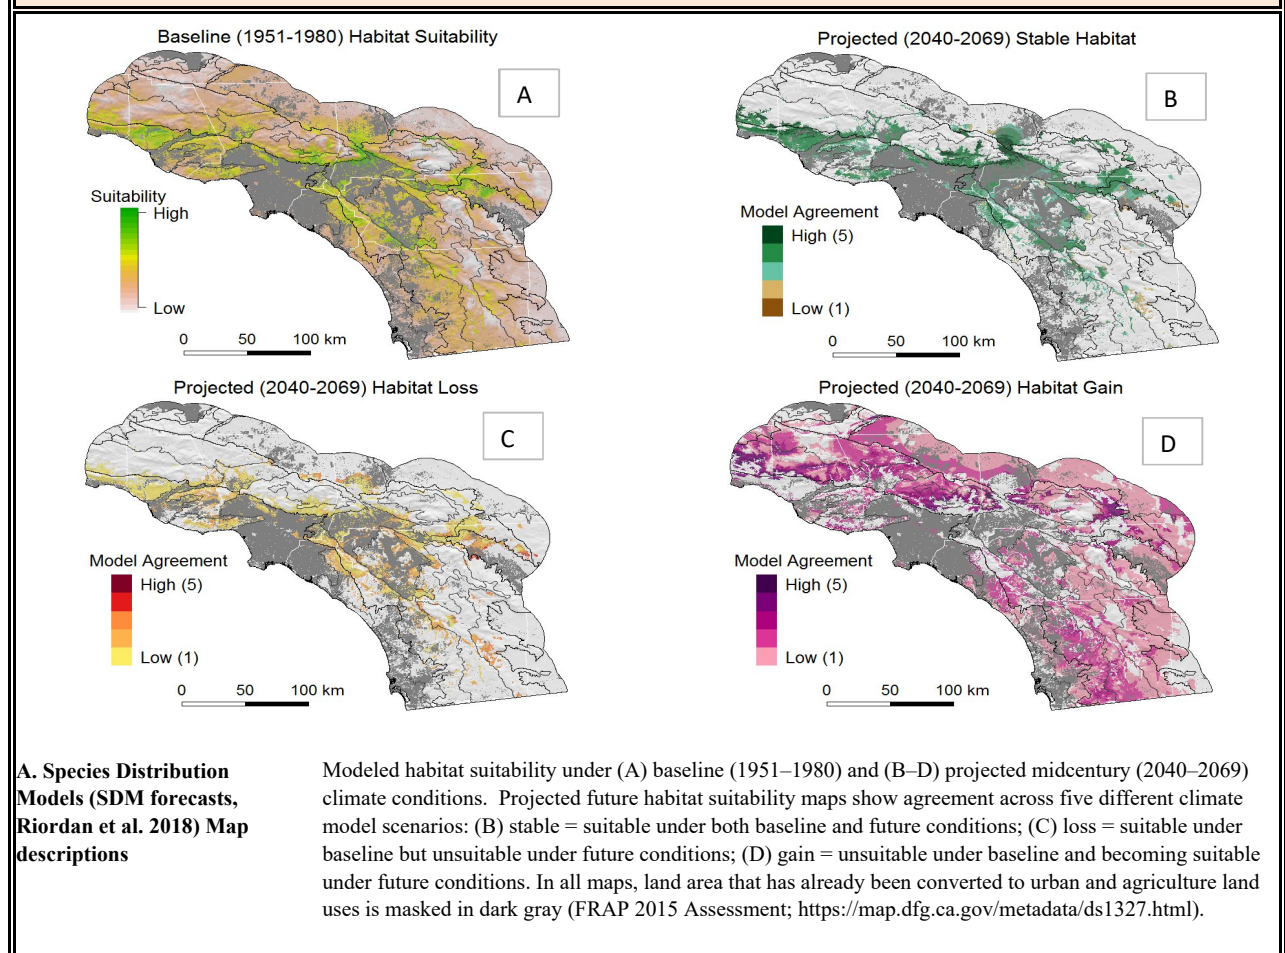 Baseline (1951-1980) Habitat Suitability
A
Suitability
High
Low
0 50 100 km
Projected (2040-2069) Stable Habitat
B
Model Agreement
High (5)
Low (1)
0 50 100 km
Projected (2040-2069) Habitat Loss
C
Model Agreement
High (5)
Low (1)
0 50 100 km
Projected (2040-2069) Habitat Gain
D
Model Agreement
High (5)
Low (1)
0 50 100 km
A. Species Distribution
Models (SDM forecasts,
Riordan et al. 2018) Map
descriptions
Modeled habitat suitability under (A) baseline (1951–1980) and (B–D) projected midcentury (2040–2069)
climate conditions.  Projected future habitat suitability maps show agreement across five different climate
model scenarios: (B) stable = suitable under both baseline and future conditions; (C) loss = suitable under
baseline but unsuitable under future conditions; (D) gain = unsuitable under baseline and becoming suitable
under future conditions. In all maps, land area that has already been converted to urban and agriculture land
uses is masked in dark gray (FRAP 2015 Assessment; https://map.dfg.ca.gov/metadata/ds1327.html).